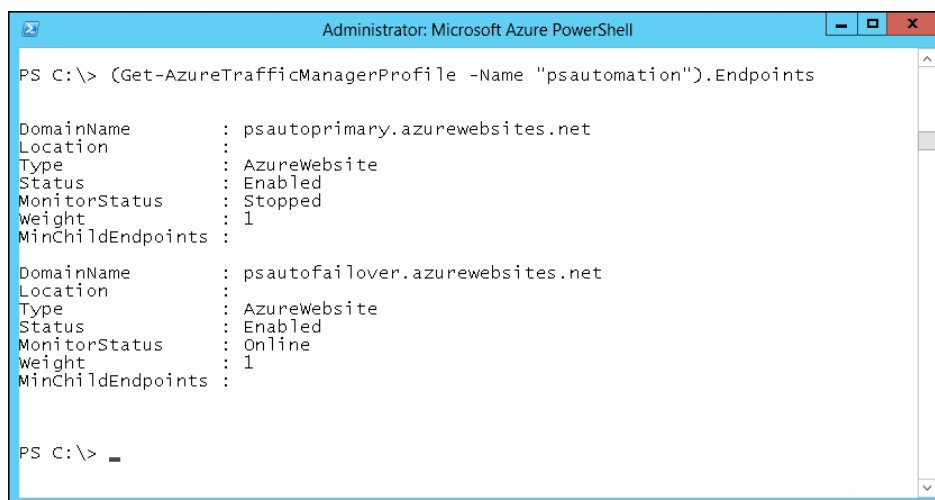 Administrator: Microsoft Azure PowerShell
PS C:\> (Get-AzureTrafficManagerProfile -Name "psautomation").Endpoints
DomainName : psautoprimary.azurewebsites.net
Location :
Type : AzureWebsite
Status : Enabled
MonitorStatus : Stopped
Weight : 1
MinChildEndpoints :
DomainName : psautofailover.azurewebsites.net
Location :
Type : AzureWebsite
Status : Enabled
MonitorStatus : Online
Weight : 1
MinChildEndpoints :
PS C:\> _